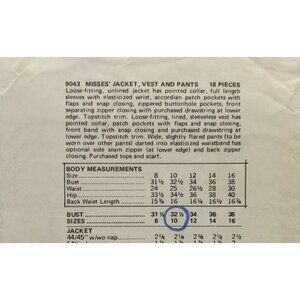 9043 MISSES' JACKET, VEST AND PANTS 18 PIECES
Loose-fitting, unlined jacket has pointed collar, full length
sleeves with elasticized wrist, accordian patch pockets with
flaps and snap closing, zippered buttonhole pockets, front
separating zipper closing with purchased drawstring at lower
edge. Topstitch trim. Loose-fitting, lined, sleeveless vest has
pointed collar, patch pockets with flaps and snap closing,
front band with snap closing and purchased drawstring at
lower edge. Topstitch trim. Wide, slightly flared pants (to
be worn over other pants) darted into elasticized waistband has
optional side seam zipper (at lower edge) and back zipper
closing. Purchased tops and scarf.
BODY MEASUREMENTS
Size 8 10 12 14 16
Bust 31½ 32½ 34 36 38
Waist 24 25 26½ 28 30
Hip 33½ 34½ 36 38 40
Back Waist Length 15¾ 16 16¼ 16½ 16¾
BUST 31½ 32½ 34 36 38
SIZES 8 10 12 14 16
JACKET
44/45" w/wo nap 2⅛ 2⅛ 2¼